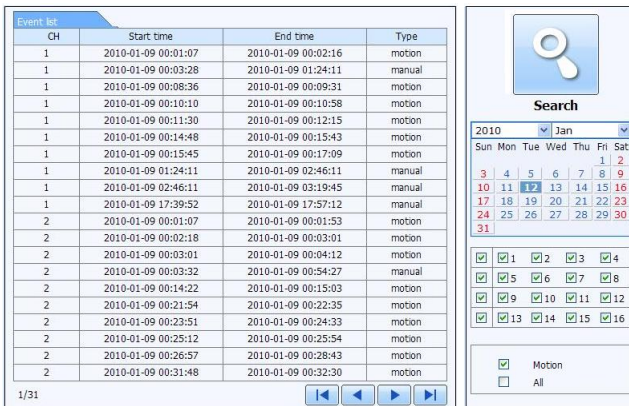 Event list
CH Start time End time Type
1 2010-01-09 00:01:07 2010-01-09 00:02:16 motion
1 2010-01-09 00:03:28 2010-01-09 01:24:11 manual
1 2010-01-09 00:08:36 2010-01-09 00:09:31 motion
1 2010-01-09 00:10:10 2010-01-09 00:10:58 motion
1 2010-01-09 00:11:30 2010-01-09 00:12:15 motion
1 2010-01-09 00:14:48 2010-01-09 00:15:43 motion
1 2010-01-09 00:15:45 2010-01-09 00:17:09 motion
1 2010-01-09 01:24:11 2010-01-09 02:46:11 manual
1 2010-01-09 02:46:11 2010-01-09 03:19:45 manual
1 2010-01-09 17:39:52 2010-01-09 17:57:12 manual
2 2010-01-09 00:01:07 2010-01-09 00:01:53 motion
2 2010-01-09 00:02:18 2010-01-09 00:03:01 motion
2 2010-01-09 00:03:01 2010-01-09 00:04:12 motion
2 2010-01-09 00:03:32 2010-01-09 00:54:27 manual
2 2010-01-09 00:14:22 2010-01-09 00:15:03 motion
2 2010-01-09 00:21:54 2010-01-09 00:22:35 motion
2 2010-01-09 00:23:51 2010-01-09 00:24:33 motion
2 2010-01-09 00:25:12 2010-01-09 00:25:54 motion
2 2010-01-09 00:26:57 2010-01-09 00:28:43 motion
2 2010-01-09 00:31:48 2010-01-09 00:32:30 motion
1/31
Search
2010 Jan
Sun Mon Tue Wed Thu Fri Sat
1 2
3 4 5 6 7 8 9
10 11 12 13 14 15 16
17 18 19 20 21 22 23
24 25 26 27 28 29 30
31
1 2 3 4
5 6 7 8
9 10 11 12
13 14 15 16
Motion
All